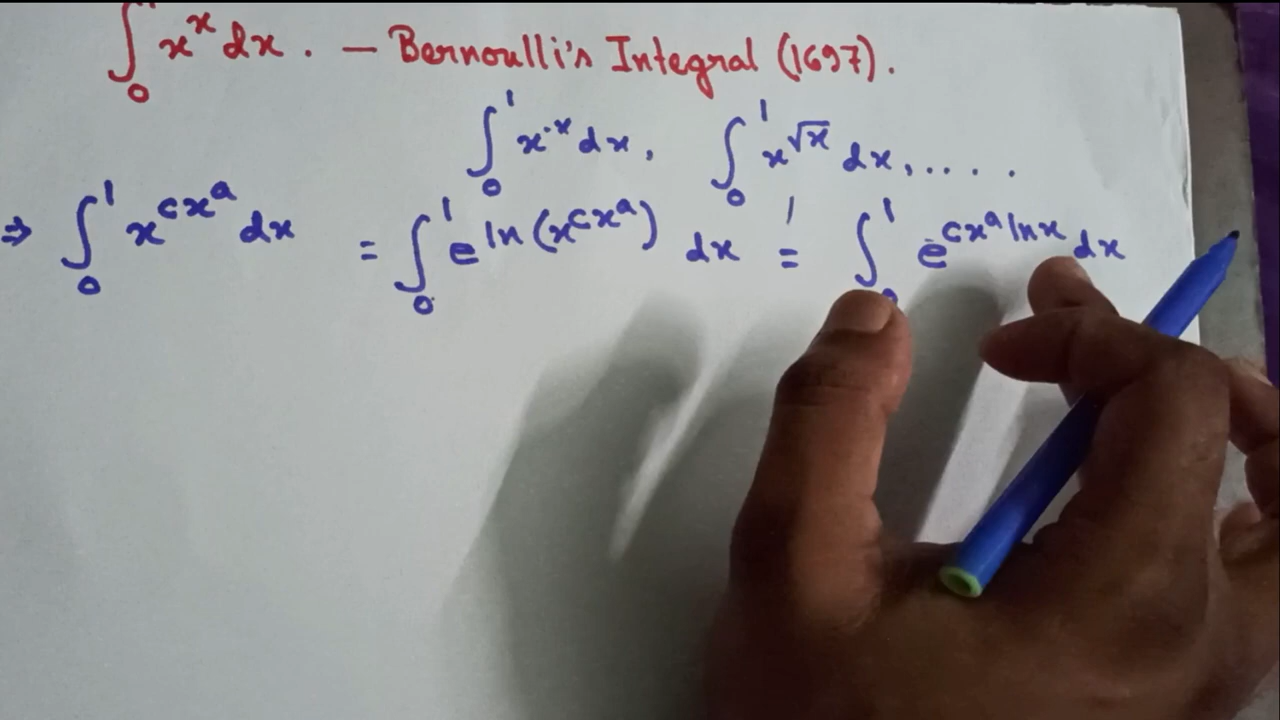 ∫₀¹ x^x dx. — Bernoulli's Integral (1697).
∫₀¹ x^-x dx, ∫₀¹ x^√x dx, . . . . .
⇒ ∫₀¹ x^(cx^a) dx = ∫₀¹ e^(ln(x^(cx^a))) dx = ∫₀¹ e^(cx^a ln x) dx